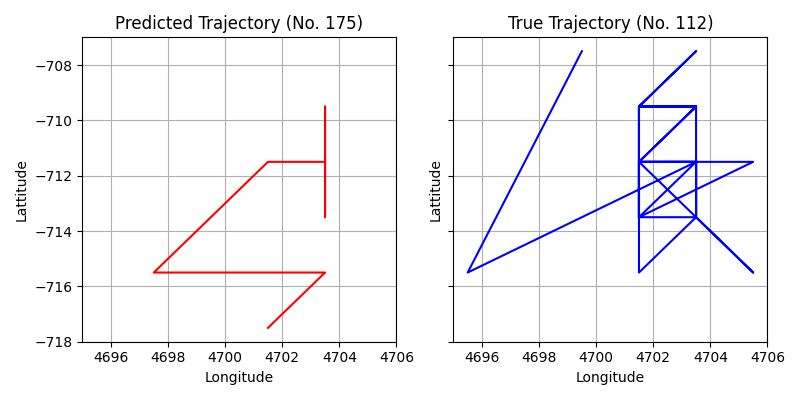 Predicted Trajectory (No. 175)
Lattitude
−708
−710
−712
−714
−716
−718
4696 4698 4700 4702 4704 4706
Longitude
True Trajectory (No. 112)
Lattitude
4696 4698 4700 4702 4704 4706
Longitude